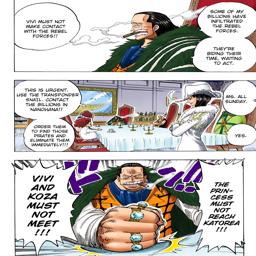 SOME OF MY
BILLIONS HAVE
INFILTRATED
THE REBEL
FORCES.
THEY'RE
BIDING THEIR
TIME, WAITING
TO ACT.
VIVI MUST NOT
MAKE CONTACT
WITH THE REBEL
FORCES!!
MS. ALL
SUNDAY.
YES.
THIS IS URGENT.
USE THE TRANSPONDER
SNAIL. CONTACT
THE BILLIONS IN
NANOHANA!!
ORDER THEM
TO FIND THOSE
PIRATES AND
ELIMINATE THEM
IMMEDIATELY!!!
THE
PRIN-
CESS
MUST
NOT
REACH
KATOREA
!!!
VIVI
AND
KOZA
MUST
NOT
MEET
!!!